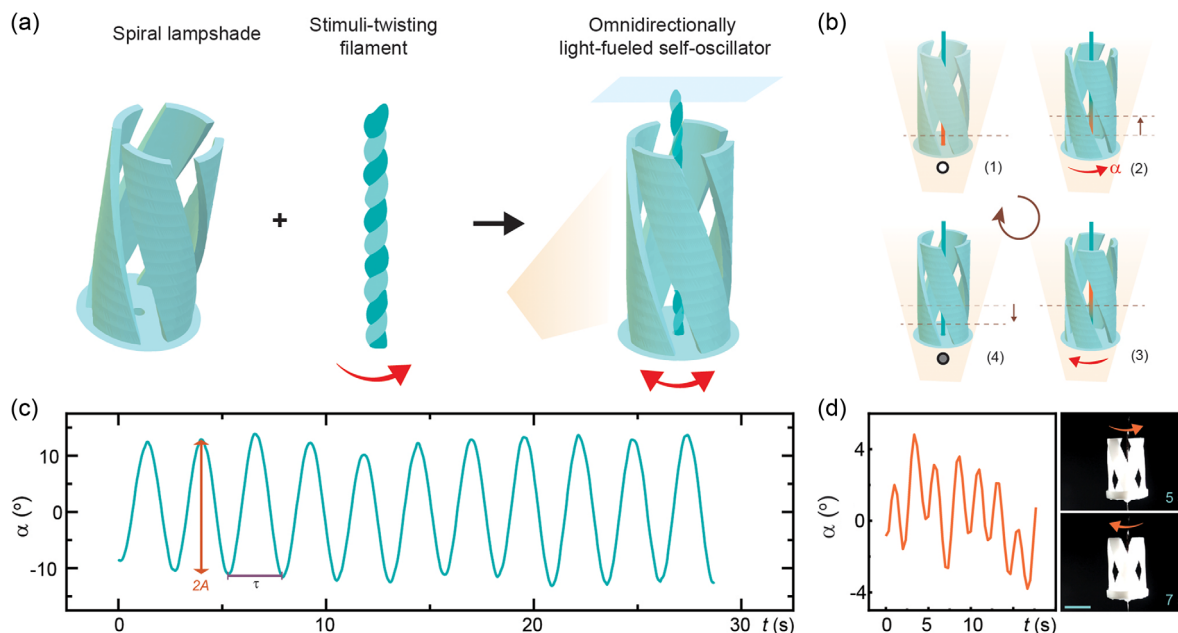 (a)
Spiral lampshade
+
Stimuli-twisting
filament
Omnidirectionally
light-fueled self-oscillator
(b)
(1)
α
(2)
(4)
(3)
(c)
α (º)
10
0
-10
2A
τ
0
10
20
30
t (s)
(d)
α (º)
4
0
-4
0
5
10
15
t (s)
5
7